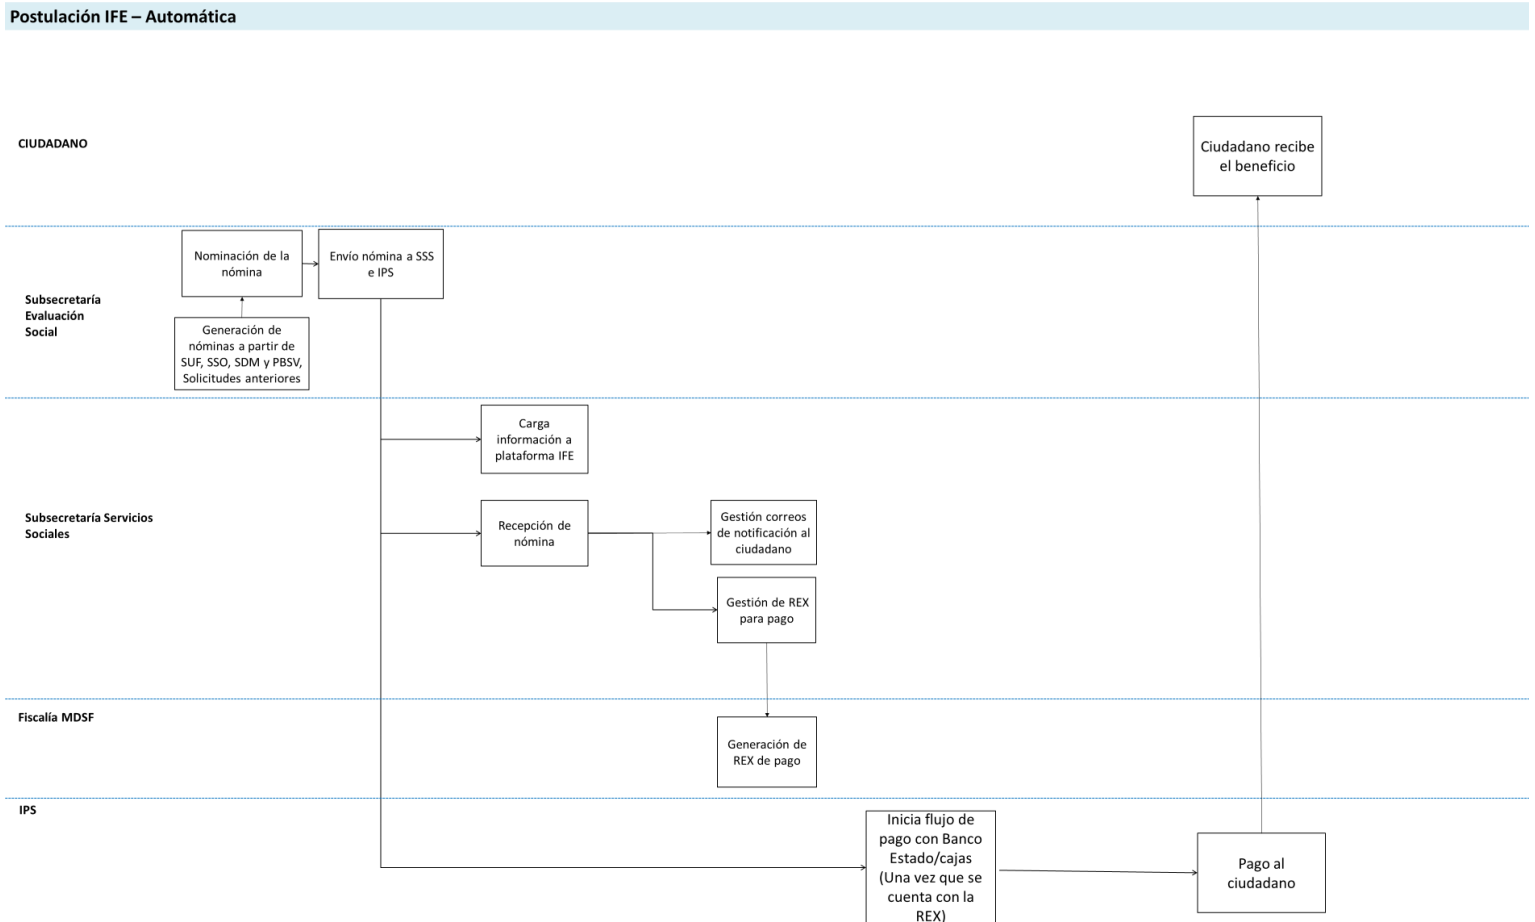 Postulación IFE – Automática
CIUDADANO
Ciudadano recibe
el beneficio
Nominación de la
nómina
Envío nómina a SSS
e IPS
Subsecretaría
Evaluación
Social
Generación de
nóminas a partir de
SUF, SSO, SDM y PBSV,
Solicitudes anteriores
Carga
información a
plataforma IFE
Subsecretaría Servicios
Sociales
Recepción de
nómina
Gestión correos
de notificación al
ciudadano
Gestión de REX
para pago
Fiscalía MDSF
Generación de
REX de pago
IPS
Inicia flujo de
pago con Banco
Estado/cajas
(Una vez que se
cuenta con la
REX)
Pago al
ciudadano